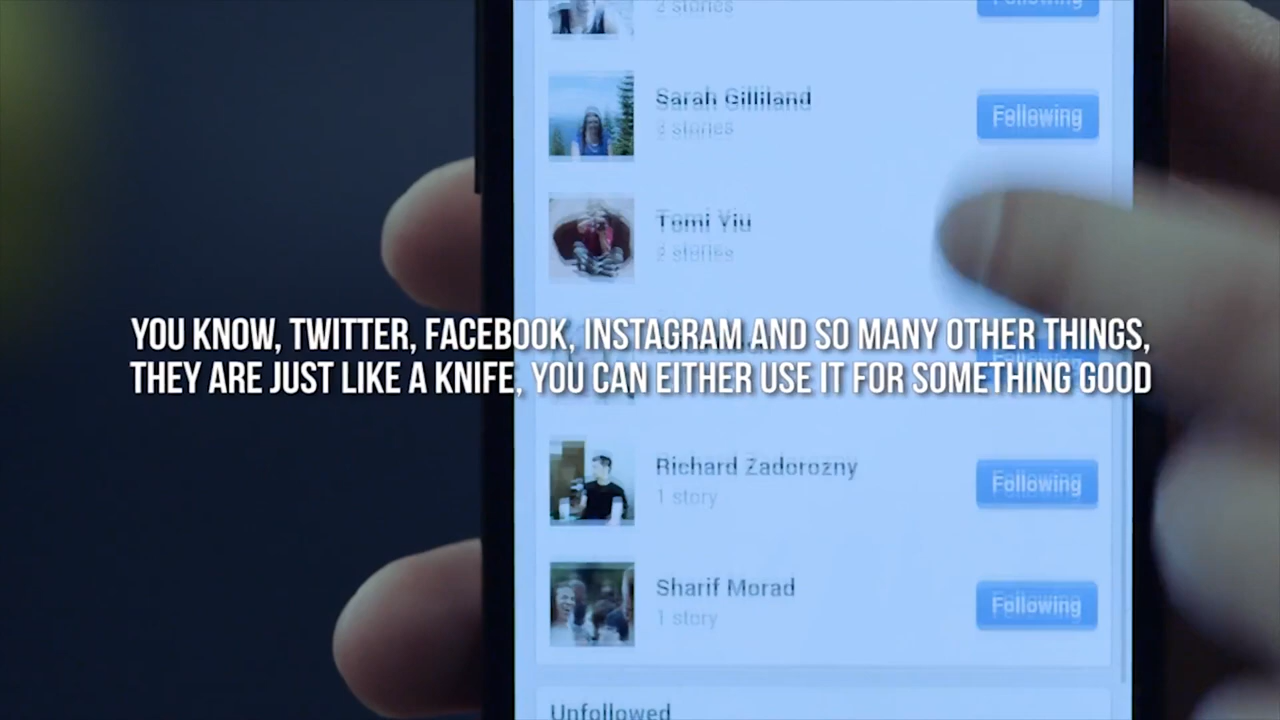 2 stories
Following
Sarah Gilliland
Following
Tomi Yiu
2 stories
YOU KNOW, TWITTER, FACEBOOK, INSTAGRAM AND SO MANY OTHER THINGS,
THEY ARE JUST LIKE A KNIFE, YOU CAN EITHER USE IT FOR SOMETHING GOOD
Richard Zadorozny
1 story
Following
Sharif Morad
1 story
Following
Unfollowed